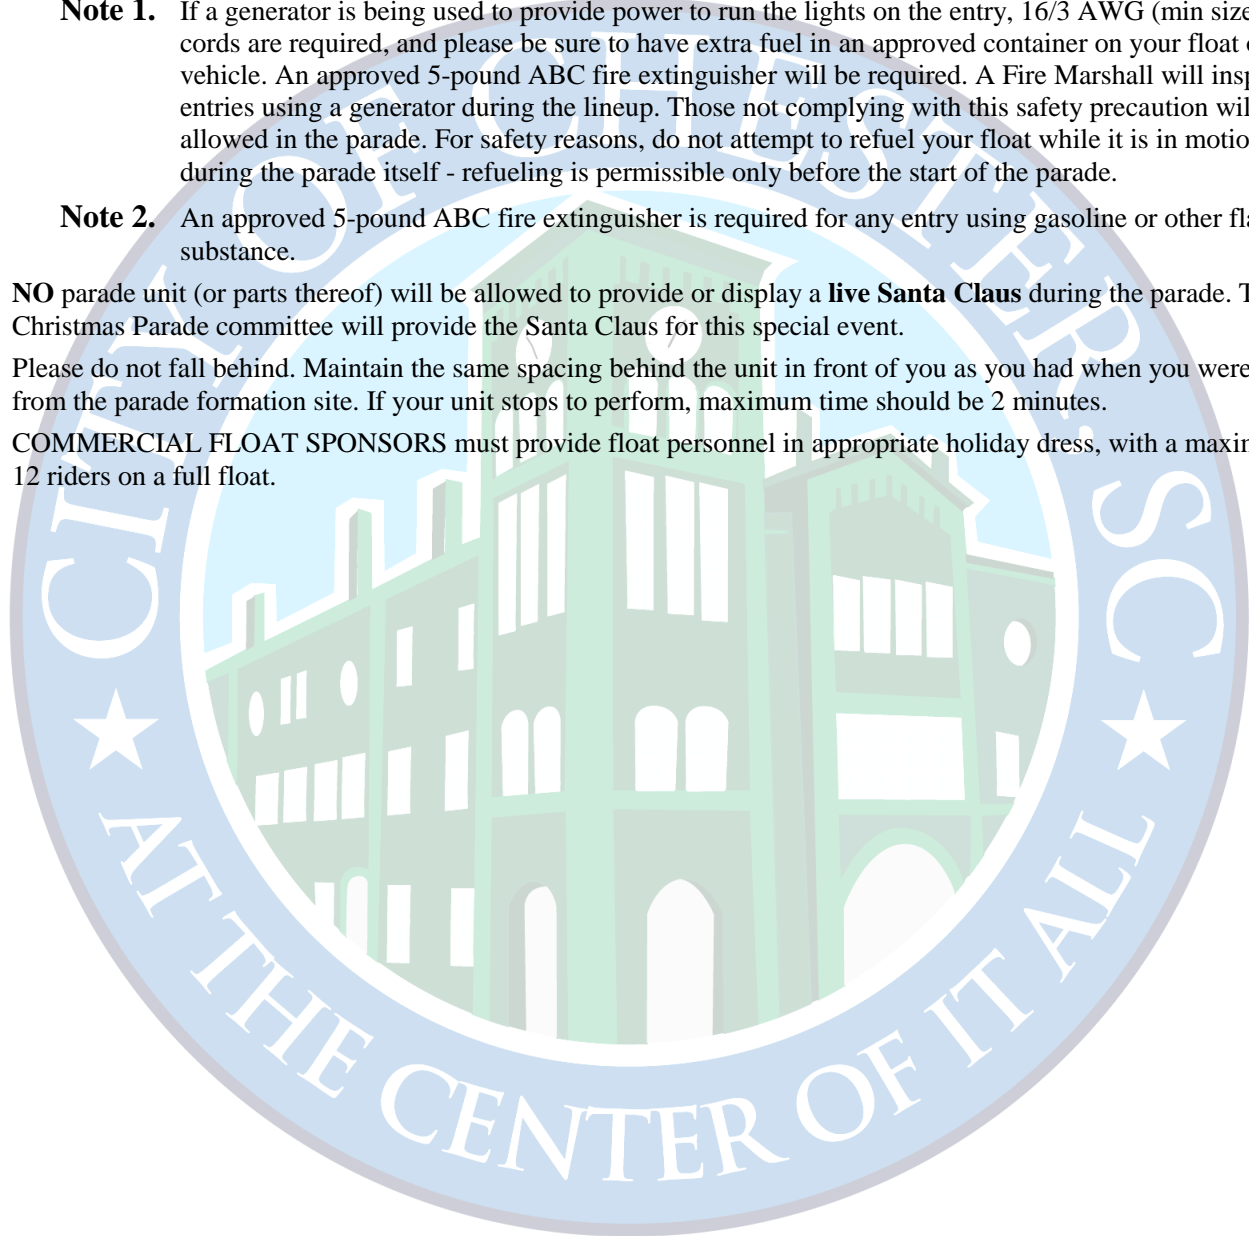 Note 1. If a generator is being used to provide power to run the lights on the entry, 16/3 AWG (min size
cords are required, and please be sure to have extra fuel in an approved container on your float
vehicle. An approved 5-pound ABC fire extinguisher will be required. A Fire Marshall will
entries using a generator during the lineup. Those not complying with this safety precaution
allowed in the parade. For safety reasons, do not attempt to refuel your float while it is in
during the parade itself - refueling is permissible only before the start of the parade.
Note 2. An approved 5-pound ABC fire extinguisher is required for any entry using gasoline or other
substance.
NO parade unit (or parts thereof) will be allowed to provide or display a live Santa Claus during the parade.
Christmas Parade committee will provide the Santa Claus for this special event.
Please do not fall behind. Maintain the same spacing behind the unit in front of you as you had when you were
from the parade formation site. If your unit stops to perform, maximum time should be 2 minutes.
COMMERCIAL FLOAT SPONSORS must provide float personnel in appropriate holiday dress, with a
12 riders on a full float.
CITY OF CHESTER, SC
AT THE CENTER OF IT ALL